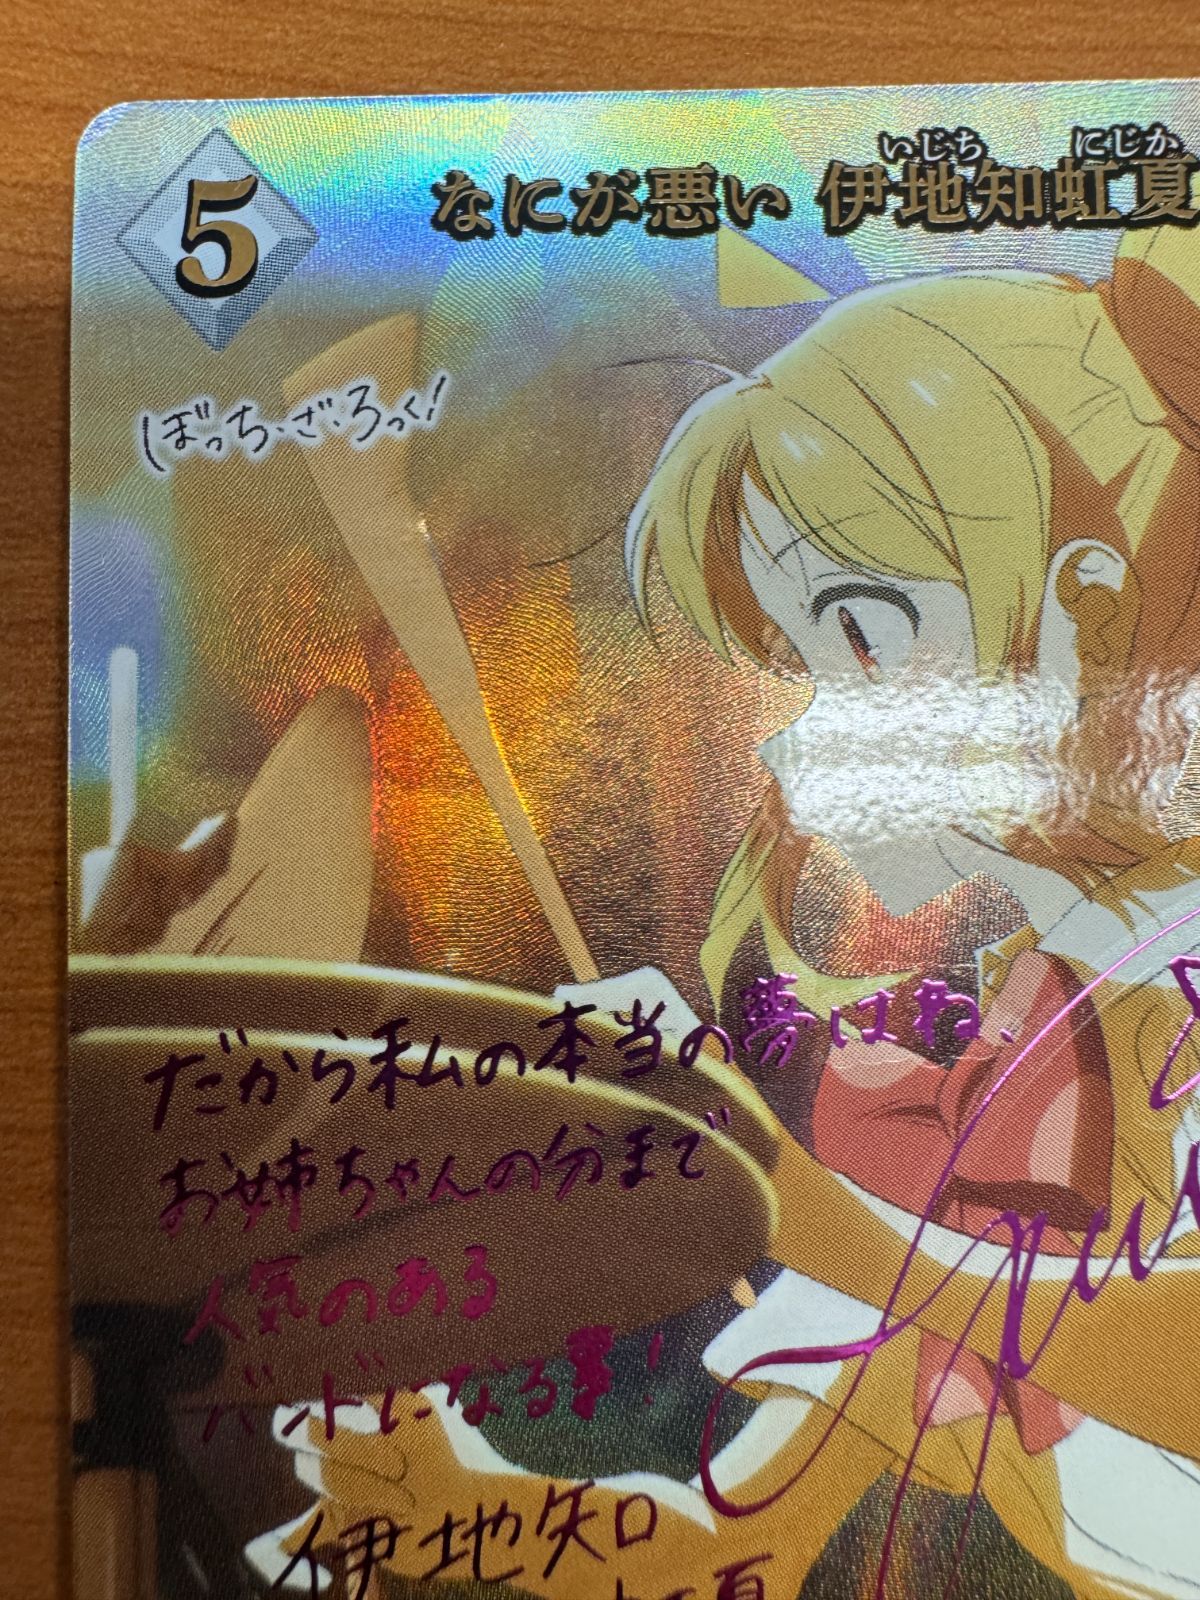 5
いじち にじか
なにが悪い 伊地知虹夏
ぼっち・ざ・ろっく!
だから私の本当の夢はね、
お姉ちゃんの分まで
人気のある
バンドになる事!
伊地知
虹夏